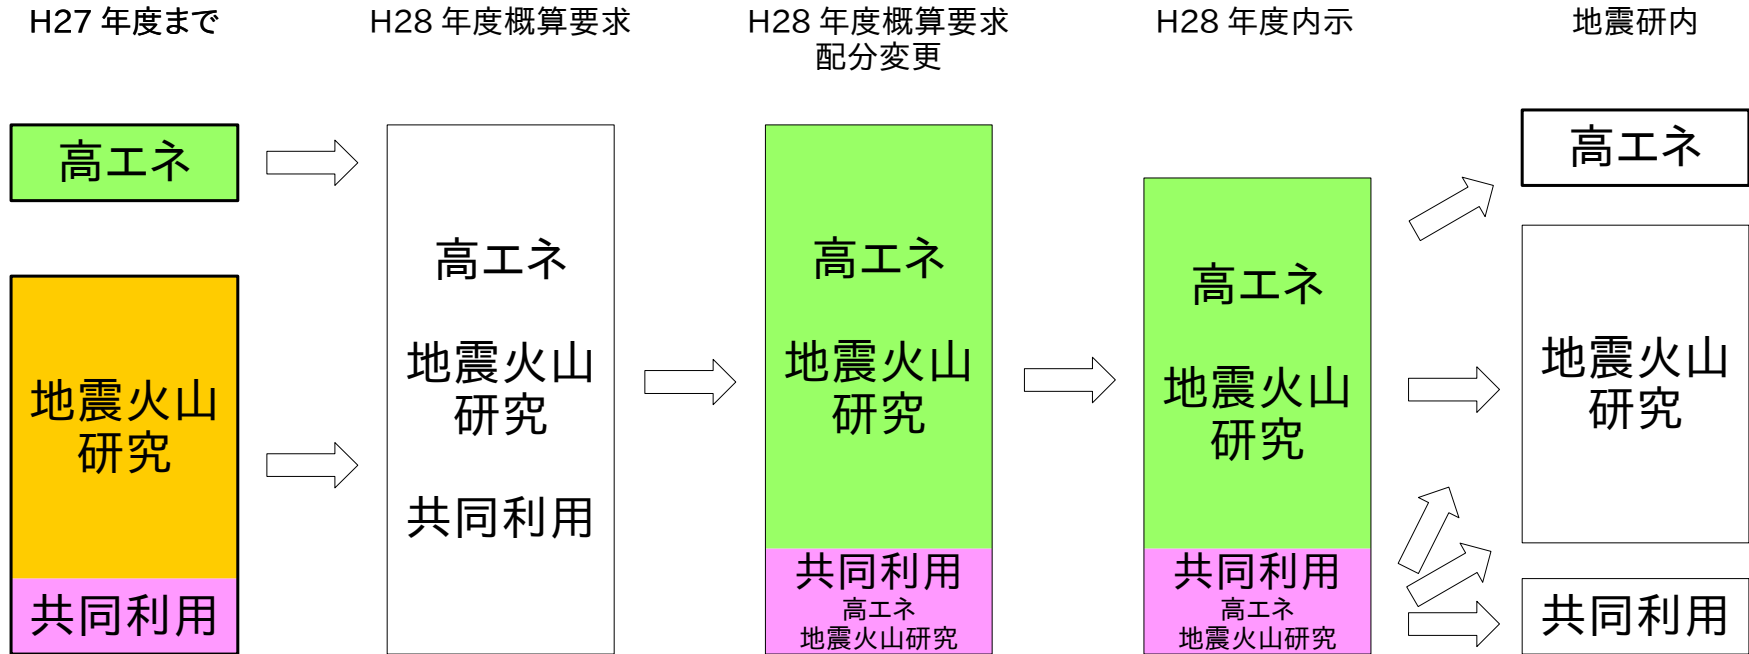 H27 年度まで
高エネ
地震火山
研究
共同利用
H28 年度概算要求
高エネ
地震火山
研究
共同利用
H28 年度概算要求
配分変更
高エネ
地震火山
研究
共同利用
高エネ
地震火山研究
H28 年度内示
高エネ
地震火山
研究
共同利用
高エネ
地震火山研究
地震研内
高エネ
地震火山
研究
共同利用